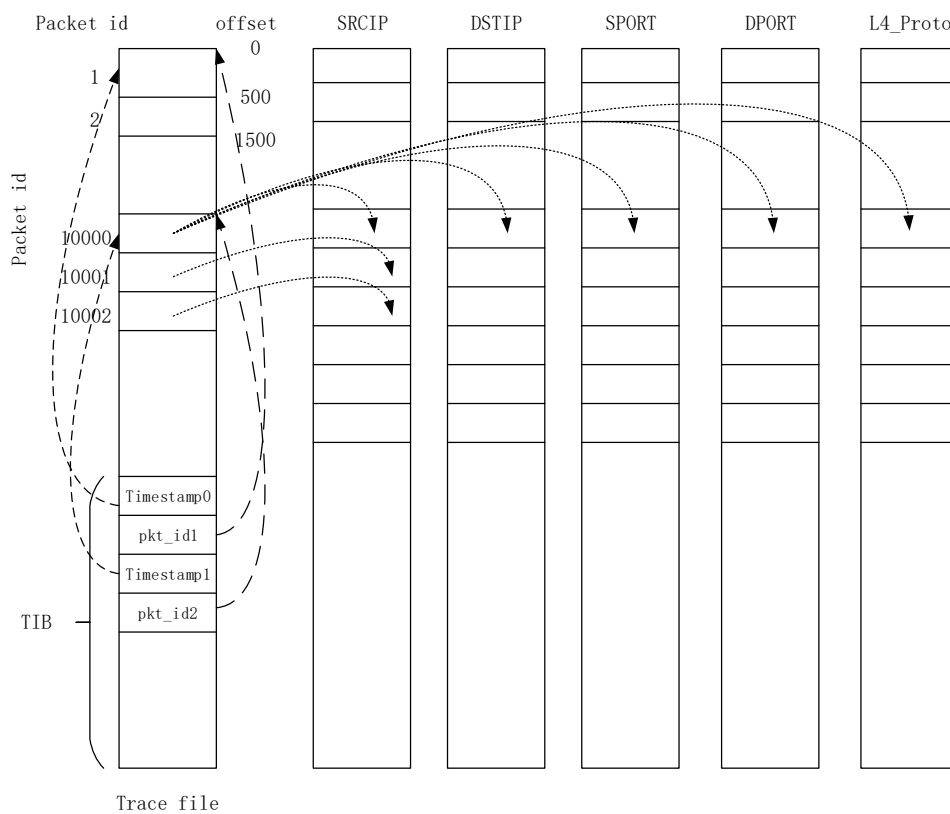 Packet id offset SRCIP DSTIP SPORT DPORT L4_Proto
0
1
500
2
1500
Packet id
10000
10001
10002
Timestamp0
pkt_id1
Timestamp1
pkt_id2
TIB
Trace file